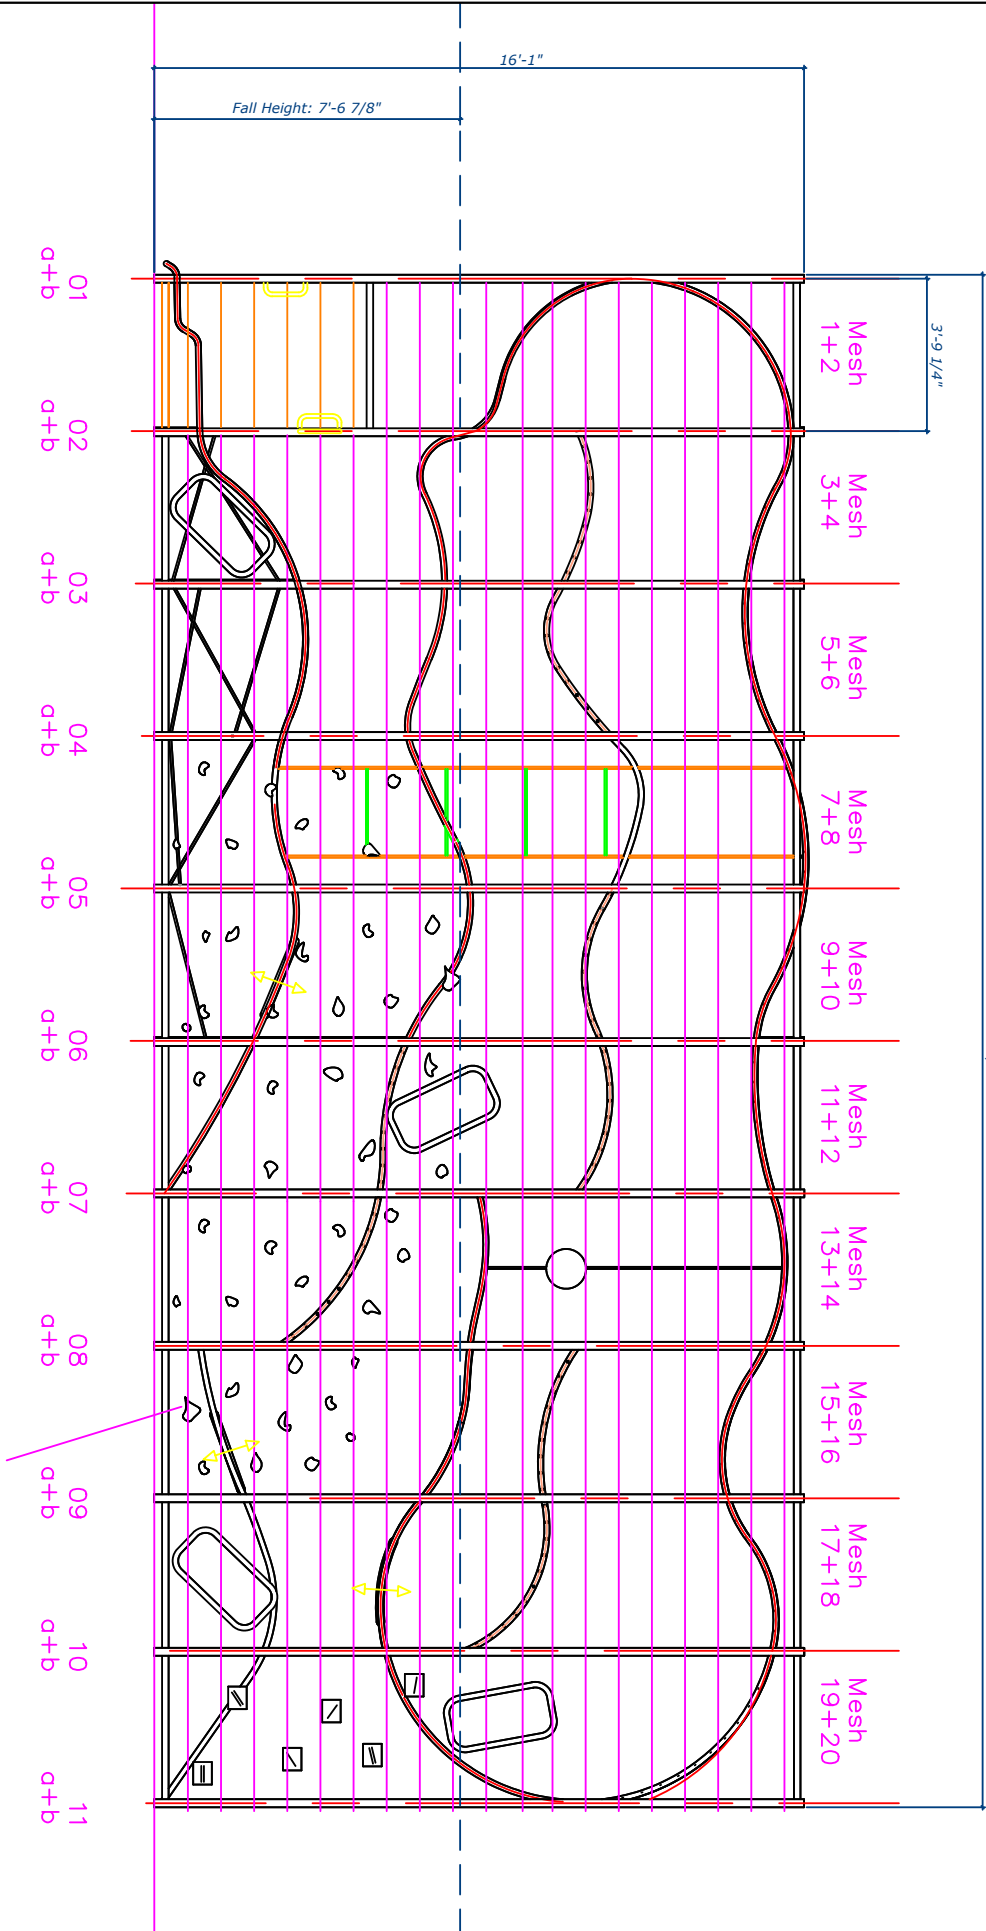 16'-1"
Fall Height: 7'-6 7/8"
3'-9 1/4"
01
a+b
Mesh
1+2
02
a+b
Mesh
3+4
03
a+b
Mesh
5+6
04
a+b
Mesh
7+8
05
a+b
Mesh
9+10
06
a+b
Mesh
11+12
07
a+b
Mesh
13+14
08
a+b
Mesh
15+16
09
a+b
Mesh
17+18
10
a+b
Mesh
19+20
11
a+b